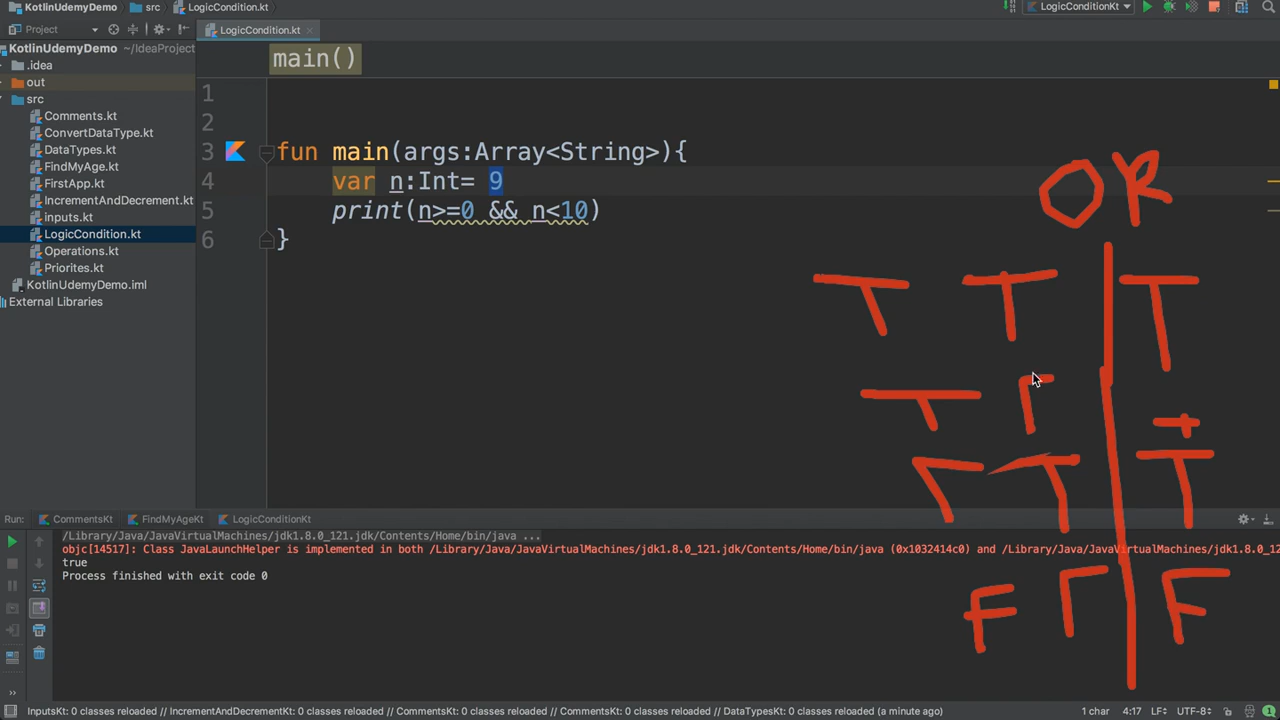 KotlinUdemyDemo src LogicCondition.kt LogicConditionKt
Project LogicCondition.kt
KotlinUdemyDemo ~/IdeaProject
.idea
out
src
Comments.kt
ConvertDataType.kt
DataTypes.kt
FindMyAge.kt
FirstApp.kt
IncrementAndDecrement.kt
inputs.kt
LogicCondition.kt
Operations.kt
Priorites.kt
KotlinUdemyDemo.iml
External Libraries
main()
1
2
3 fun main(args:Array<String>){
4 var n:Int= 9
5 print(n>=0 && n<10)
6 }
OR
T T T
T T
T T
F F
Run: CommentsKt FindMyAgeKt LogicConditionKt
/Library/Java/JavaVirtualMachines/jdk1.8.0_121.jdk/Contents/Home/bin/java ...
objc[14517]: Class JavaLaunchHelper is implemented in both /Library/Java/JavaVirtualMachines/jdk1.8.0_121.jdk/Contents/Home/bin/java (0x1032414c0) and /Library/Java/JavaVirtualMachines/jdk1.8.0_12
true
Process finished with exit code 0
InputsKt: 0 classes reloaded // IncrementAndDecrementKt: 0 classes reloaded // CommentsKt: 0 classes reloaded // CommentsKt: 0 classes reloaded // DataTypesKt: 0 classes reloaded (a minute ago) 1 char 4:17 LF÷ UTF-8÷ 1